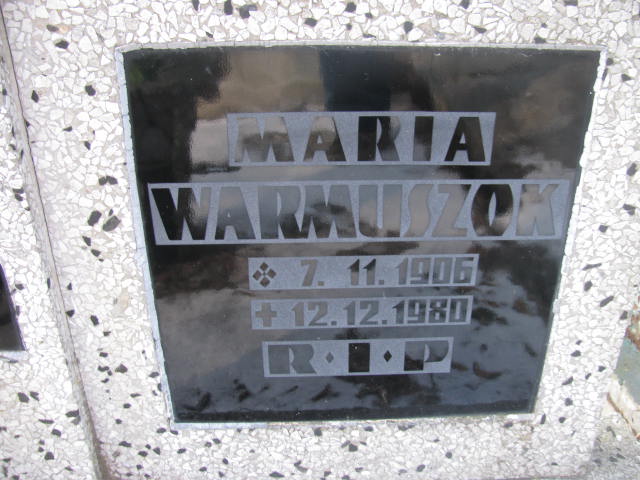 MARIA
WARMUSZOK
7. 11. 1906
+ 12. 12. 1980
R · I · P